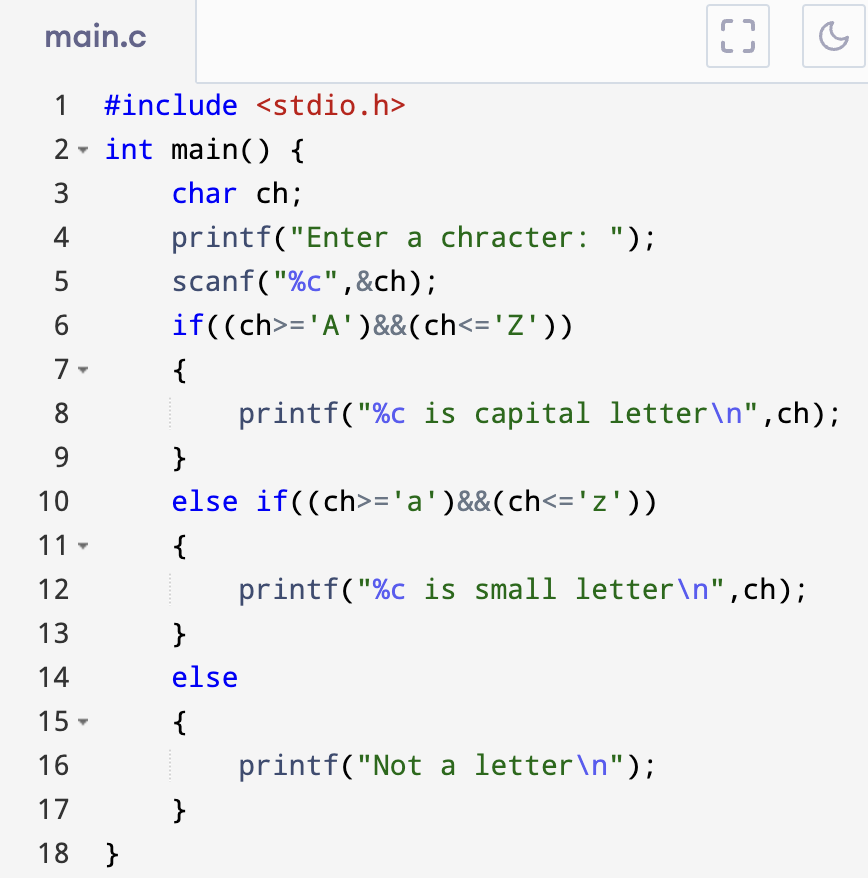 main.c
1 #include <stdio.h>
2 int main() {
3     char ch;
4     printf("Enter a chracter: ");
5     scanf("%c",&ch);
6     if((ch>='A')&&(ch<='Z'))
7     {
8         printf("%c is capital letter\n",ch);
9     }
10     else if((ch>='a')&&(ch<='z'))
11     {
12         printf("%c is small letter\n",ch);
13     }
14     else
15     {
16         printf("Not a letter\n");
17     }
18 }